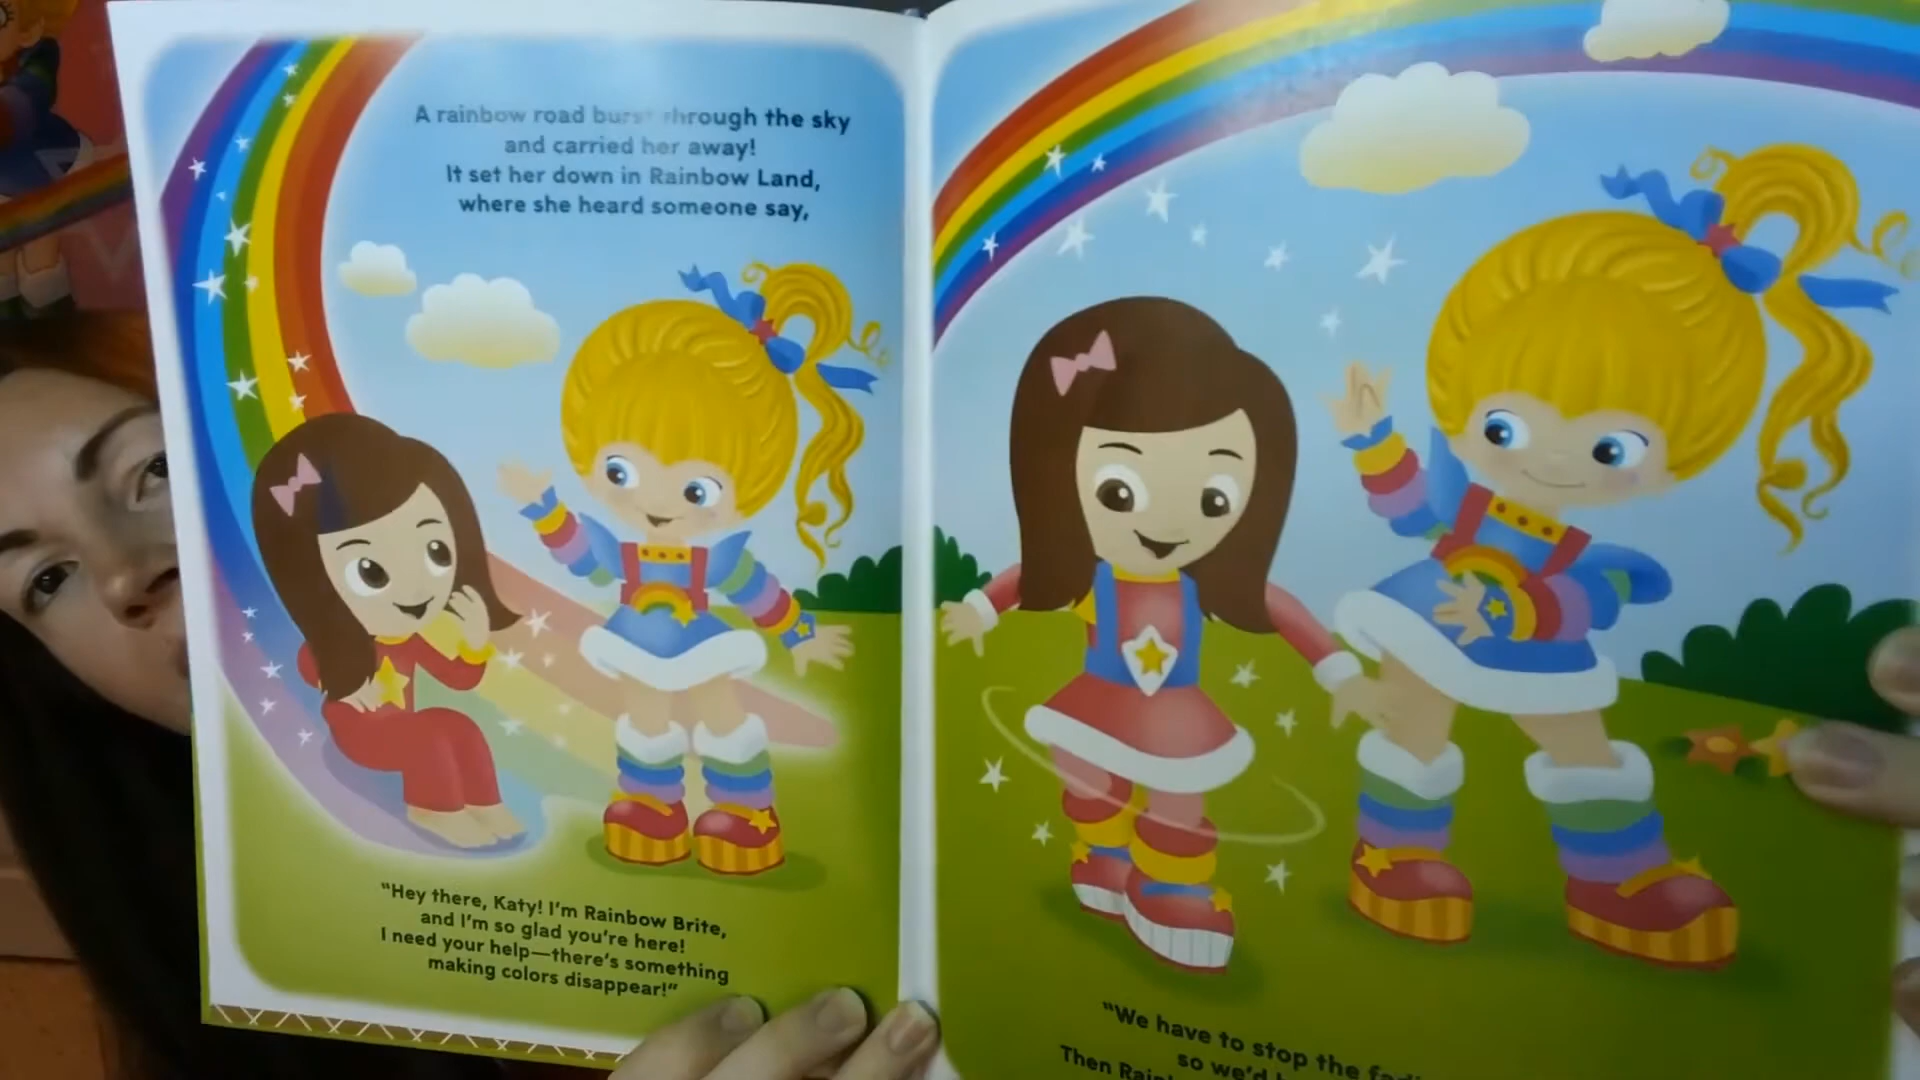 A rainbow road burst through the sky
and carried her away!
It set her down in Rainbow Land,
where she heard someone say,
"Hey there, Katy! I'm Rainbow Brite,
and I'm so glad you're here!
I need your help—there's something
making colors disappear!"
"We have to stop the
so we'd
Then